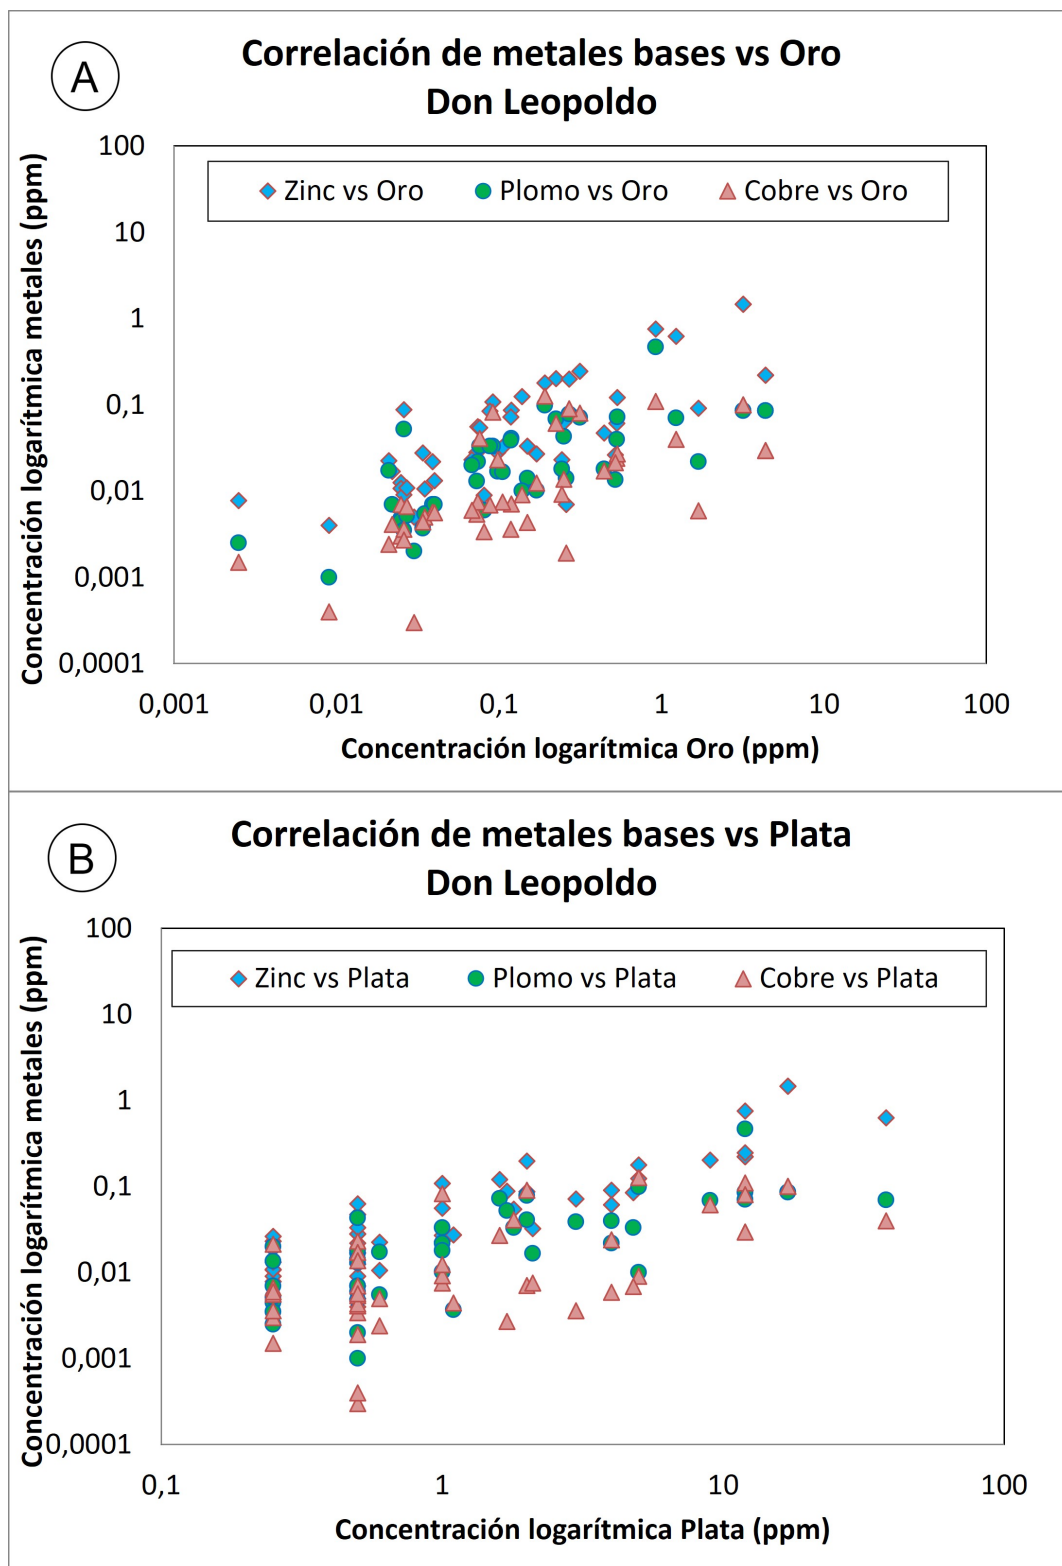 A
Correlación de metales bases vs Oro
Don Leopoldo
Concentración logarítmica metales (ppm)
100
10
1
0,1
0,01
0,001
0,0001
Zinc vs Oro
Plomo vs Oro
Cobre vs Oro
0,001
0,01
0,1
1
10
100
Concentración logarítmica Oro (ppm)
B
Correlación de metales bases vs Plata
Don Leopoldo
Concentración logarítmica metales (ppm)
100
10
1
0,1
0,01
0,001
0,0001
Zinc vs Plata
Plomo vs Plata
Cobre vs Plata
0,1
1
10
100
Concentración logarítmica Plata (ppm)